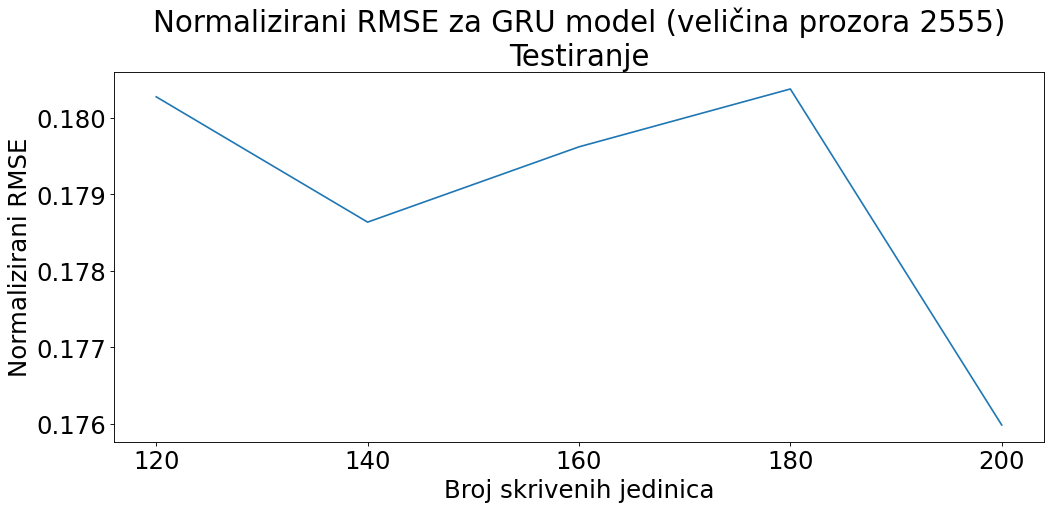 Normalizirani RMSE za GRU model (veličina prozora 2555)
Testiranje
Normalizirani RMSE
0.180
0.179
0.178
0.177
0.176
120 140 160 180 200
Broj skrivenih jedinica